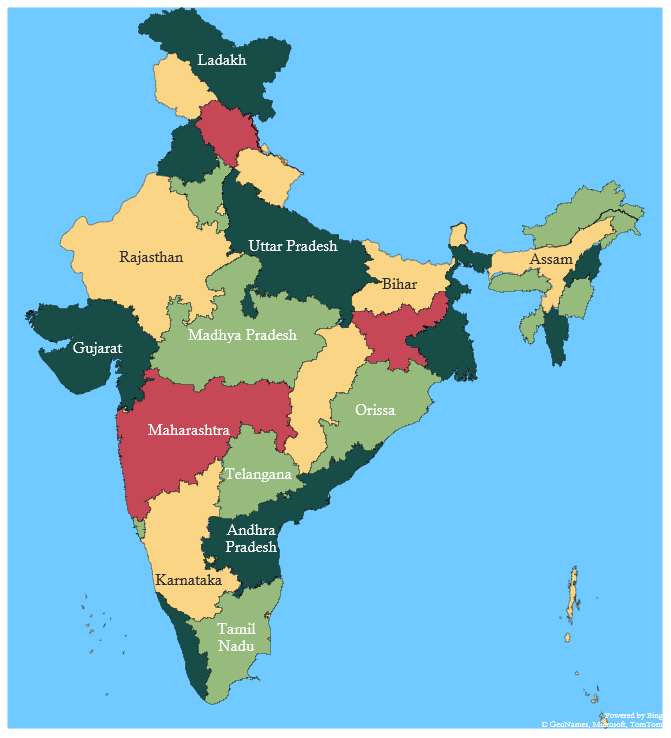 Ladakh
Rajasthan
Uttar Pradesh
Bihar
Assam
Gujarat
Madhya Pradesh
Maharashtra
Orissa
Telangana
Andhra
Pradesh
Karnataka
Tamil
Nadu
Powered by Bing
© GeoNames, Microsoft, TomTom